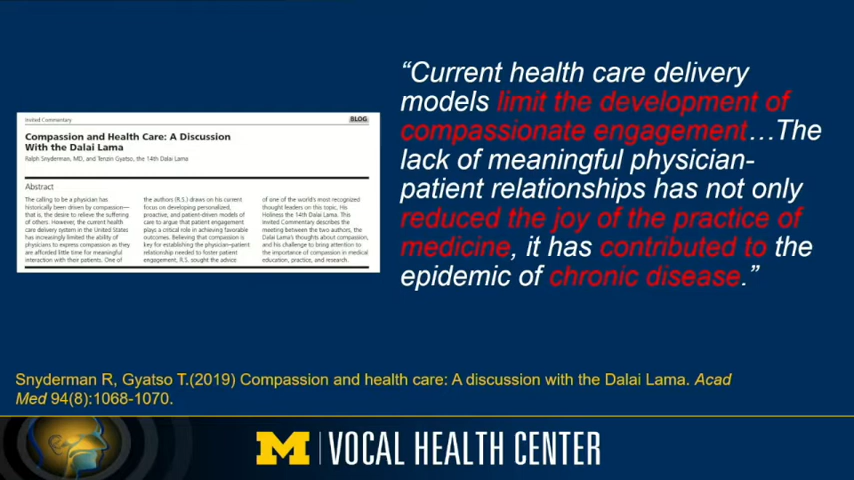 Invited Commentary
BLOG
Compassion and Health Care: A Discussion
With the Dalai Lama
Ralph Snyderman, MD, and Tenzin Gyatso, the 14th Dalai Lama
Abstract
The calling to be a physician has
historically been driven by compassion—
that is, the desire to relieve the suffering
of others. However, the current health
care delivery system in the United States
has increasingly limited the ability of
physicians to express compassion as they
are afforded little time for meaningful
interaction with their patients. One of
the authors (R.S.) draws on his current
focus on developing personalized,
proactive, and patient-driven models of
care to argue that patient engagement
plays a critical role in achieving favorable
outcomes. Believing that compassion is
key for establishing the physician–patient
relationship needed to foster patient
engagement, R.S. sought the advice
of one of the world's most recognized
thought leaders on this topic, His
Holiness the 14th Dalai Lama. This
meeting between the two authors, the
Invited Commentary describes the
Dalai Lama's thoughts about compassion,
and his challenge to bring attention to
the importance of compassion in medical
education, practice, and research.
“Current health care delivery
models limit the development of
compassionate engagement…The
lack of meaningful physician-
patient relationships has not only
reduced the joy of the practice of
medicine, it has contributed to the
epidemic of chronic disease.”
Snyderman R, Gyatso T.(2019) Compassion and health care: A discussion with the Dalai Lama. Acad
Med 94(8):1068-1070.
M VOCAL HEALTH CENTER